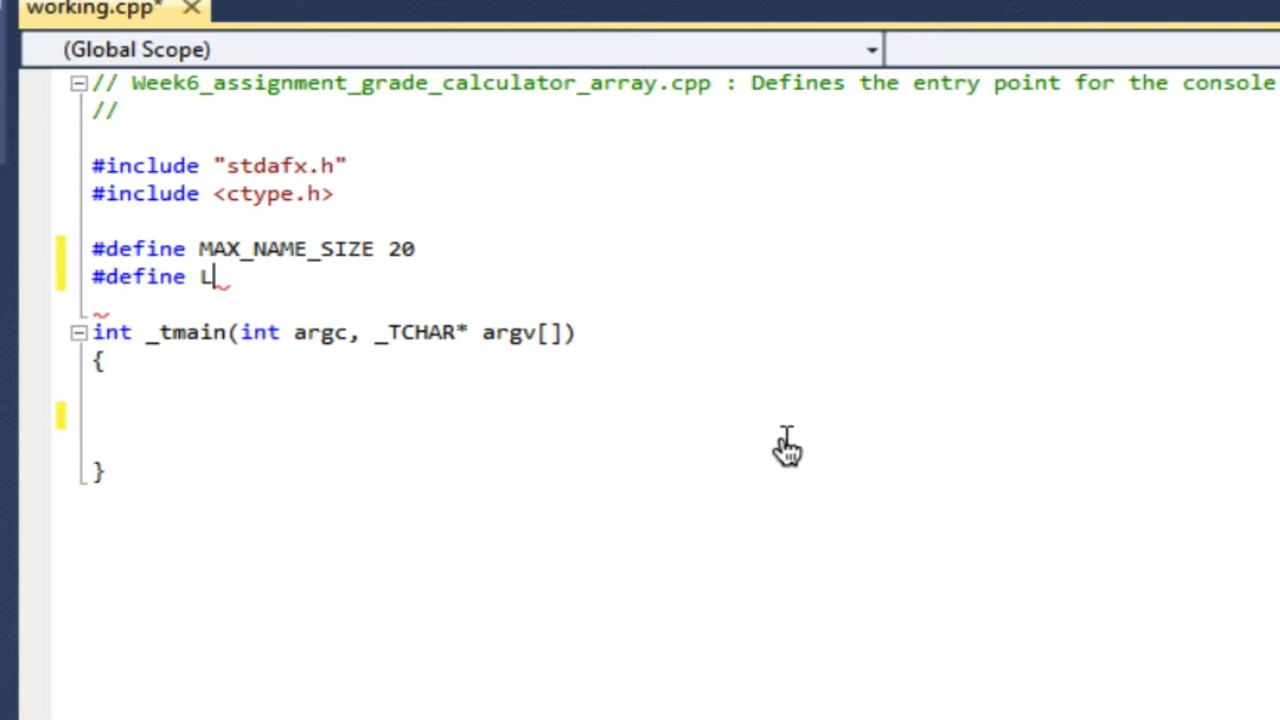 working.cpp*
(Global Scope)
// Week6_assignment_grade_calculator_array.cpp : Defines the entry point for the console
//
#include "stdafx.h"
#include <ctype.h>
#define MAX_NAME_SIZE 20
#define L
int _tmain(int argc, _TCHAR* argv[])
{
}